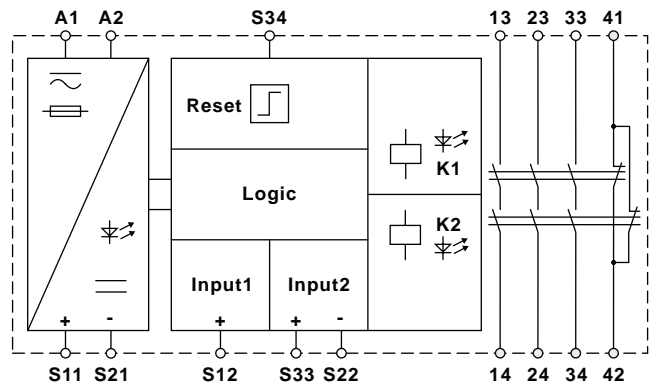 A1 A2 S34 13 23 33 41
Reset
K1
Logic
K2
Input1 Input2
+ - + + -
S11 S21 S12 S33 S22 14 24 34 42